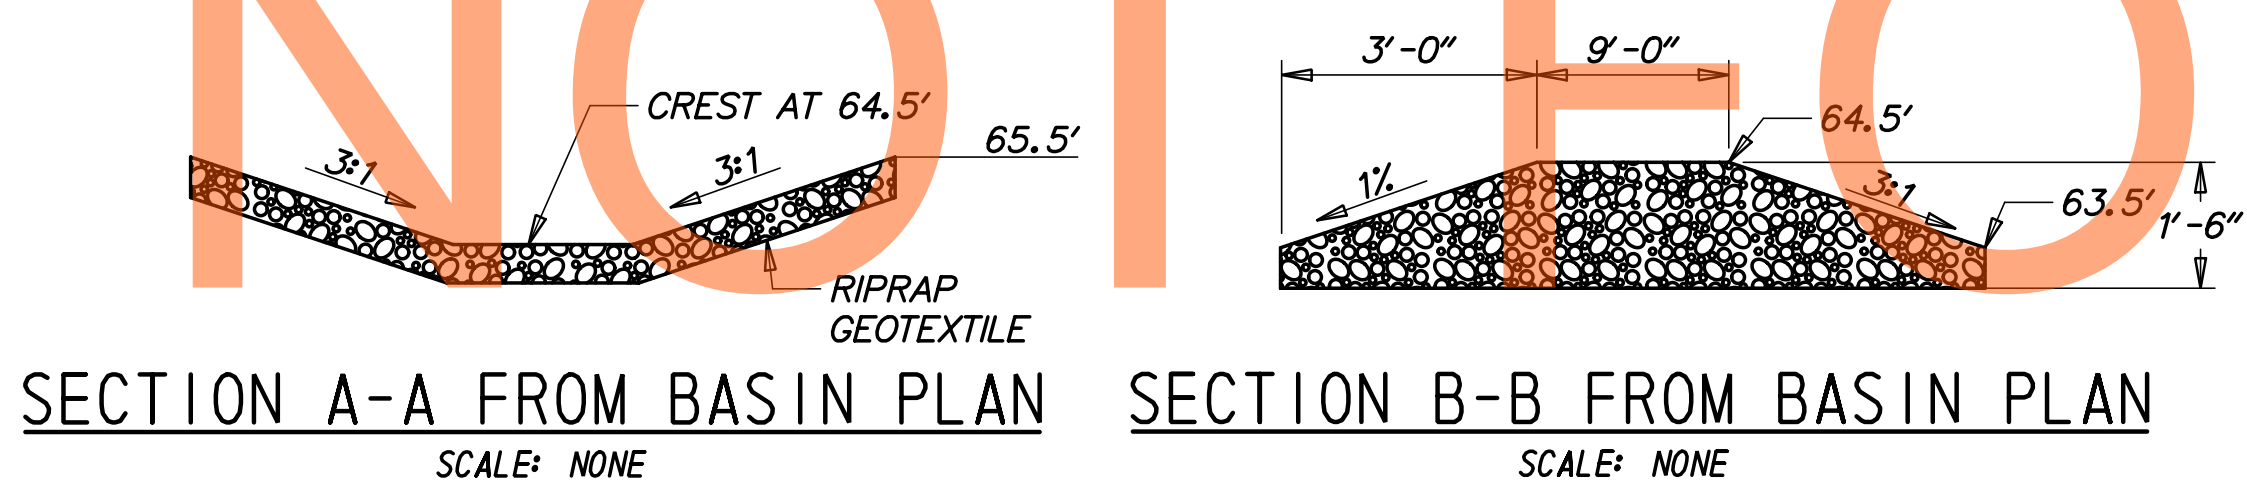 3'-0" 9'-0"
CREST AT 64.5'
65.5'
64.5'
3:1 3:1
1% 3:1
63.5'
1'-6"
RIPRAP
GEOTEXTILE
SECTION A-A FROM BASIN PLAN
SCALE: NONE
SECTION B-B FROM BASIN PLAN
SCALE: NONE
NOT FO